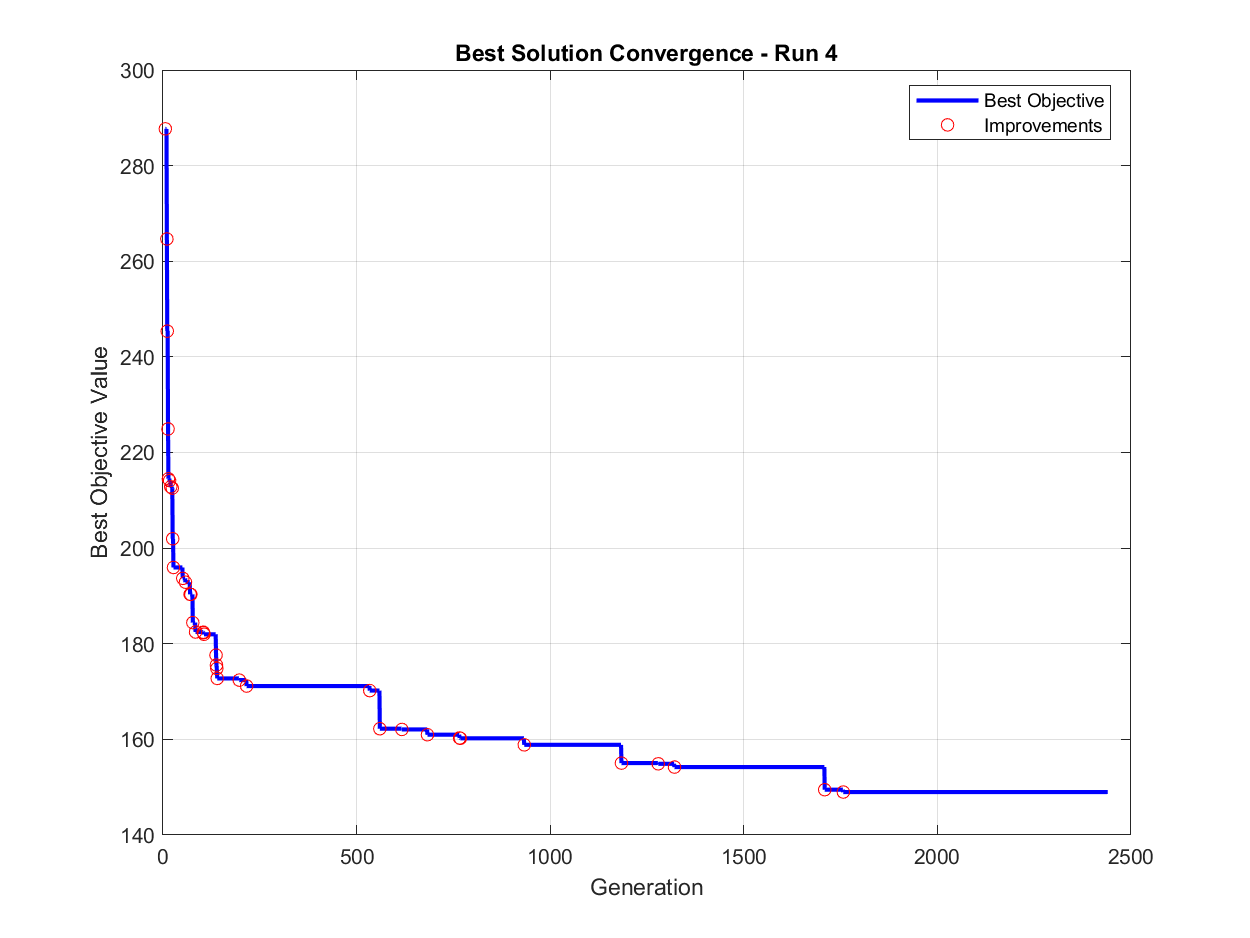 Best Solution Convergence - Run 4
Best Objective
Improvements
300
280
260
240
220
200
180
160
140
Best Objective Value
0 500 1000 1500 2000 2500
Generation